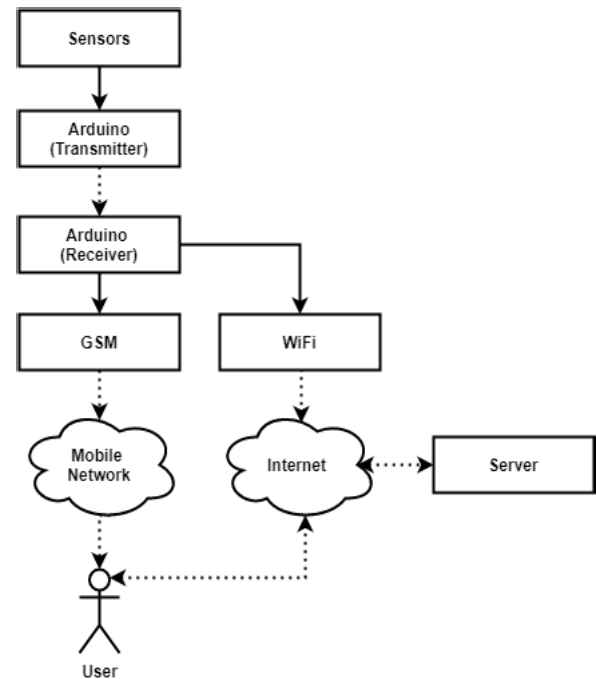 Sensors
Arduino
(Transmitter)
Arduino
(Receiver)
GSM
WiFi
Mobile
Network
Internet
Server
User